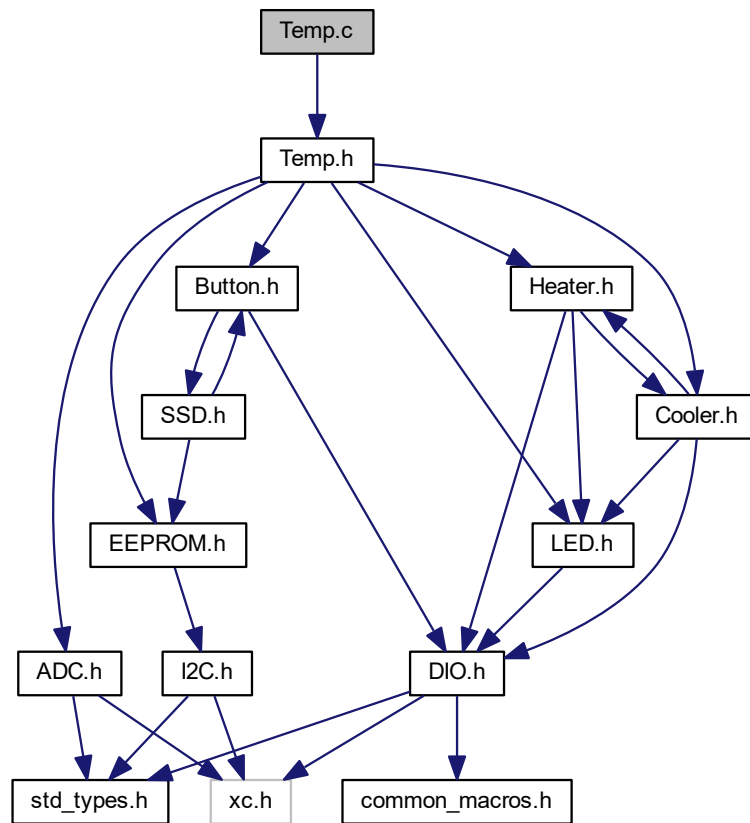 Temp.c
Temp.h
Button.h
Heater.h
SSD.h
Cooler.h
EEPROM.h
LED.h
ADC.h
I2C.h
DIO.h
std_types.h
xc.h
common_macros.h